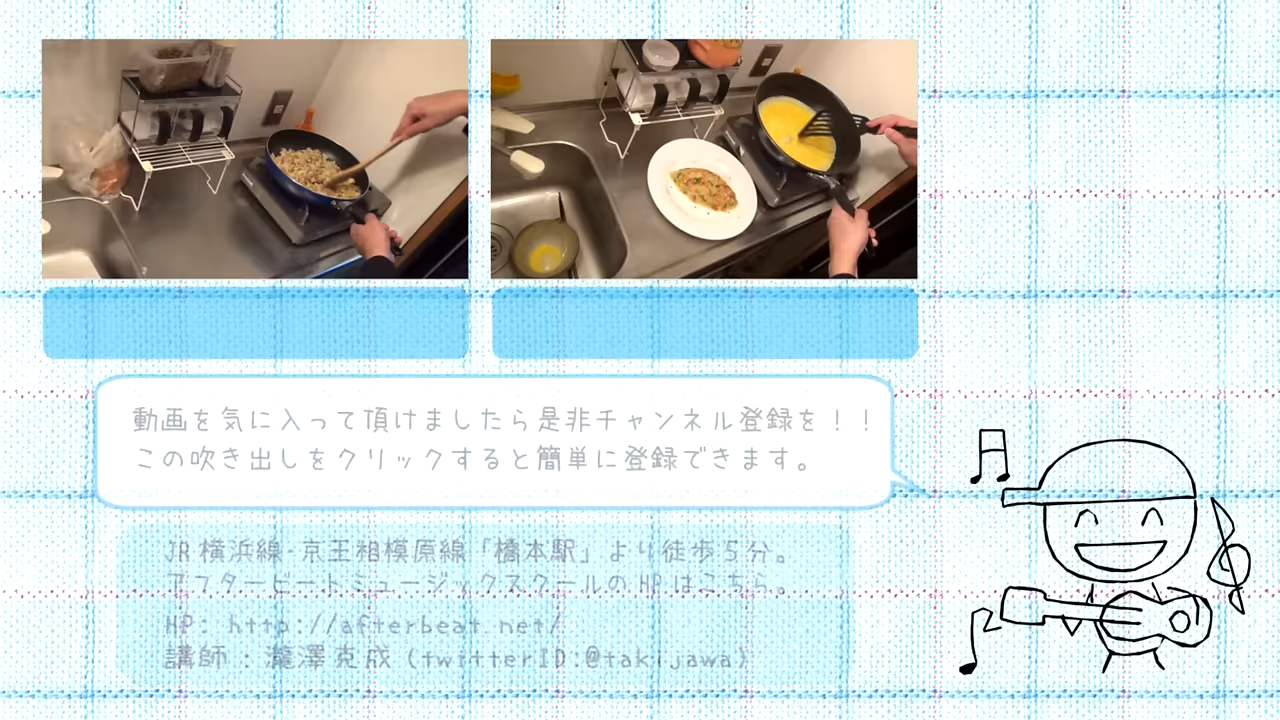 動画を気に入って頂けましたら是非チャンネル登録を！！
この吹き出しをクリックすると簡単に登録できます。
JR横浜線・京王相模原線「橋本駅」より徒歩5分。
アフタービートミュージックスクールのHPはこちら。
HP: http://afterbeat.net/
講師：瀧澤克成 (twitterID:@takijawa)